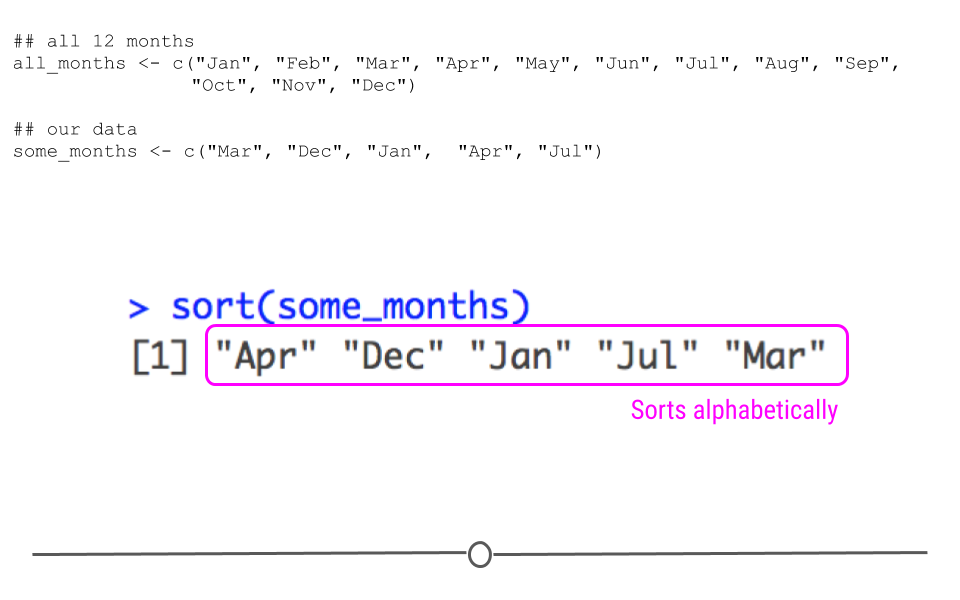 ## all 12 months
all_months <- c("Jan", "Feb", "Mar", "Apr", "May", "Jun", "Jul", "Aug", "Sep",
"Oct", "Nov", "Dec")
## our data
some_months <- c("Mar", "Dec", "Jan",  "Apr", "Jul")
> sort(some_months)
[1] "Apr" "Dec" "Jan" "Jul" "Mar"
Sorts alphabetically